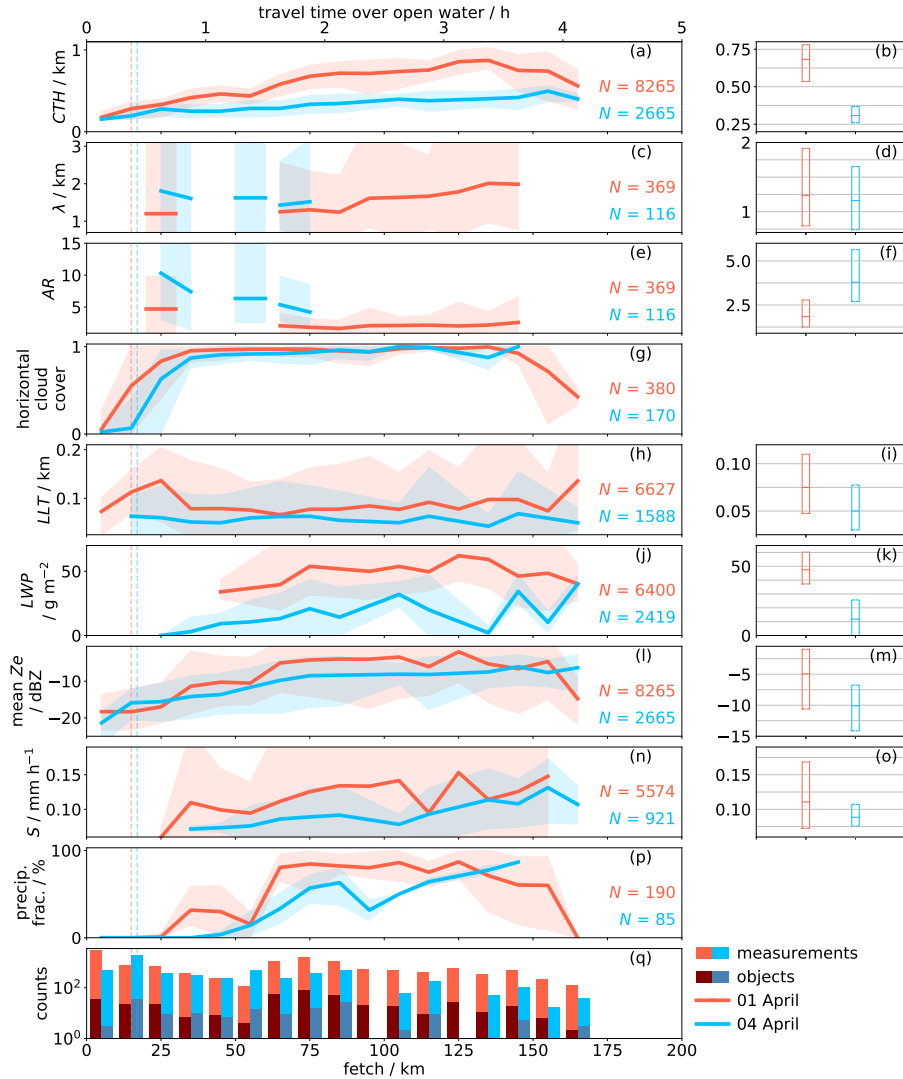 travel time over open water / h
0 1 2 3 4 5
CTH / km
1
0
(a)
N = 8265
N = 2665
0.75
0.50
0.25
(b)
λ / km
3
2
1
(c)
N = 369
N = 116
2
1
(d)
AR
15
10
5
(e)
N = 369
N = 116
5.0
2.5
(f)
horizontal
cloud
cover
1
0
(g)
N = 380
N = 170
LLT / km
0.2
0.1
(h)
N = 6627
N = 1588
0.10
0.05
(i)
LWP
/ g m⁻²
50
0
(j)
N = 6400
N = 2419
50
0
(k)
mean Ze
/ dBZ
−10
−20
(l)
N = 8265
N = 2665
−5
−10
−15
(m)
S / mm h⁻¹
0.15
0.10
(n)
N = 5574
N = 921
0.15
0.10
(o)
precip.
frac. / %
100
0
(p)
N = 190
N = 85
counts
10²
10⁰
(q)
measurements
objects
01 April
04 April
0 25 50 75 100 125 150 175 200
fetch / km